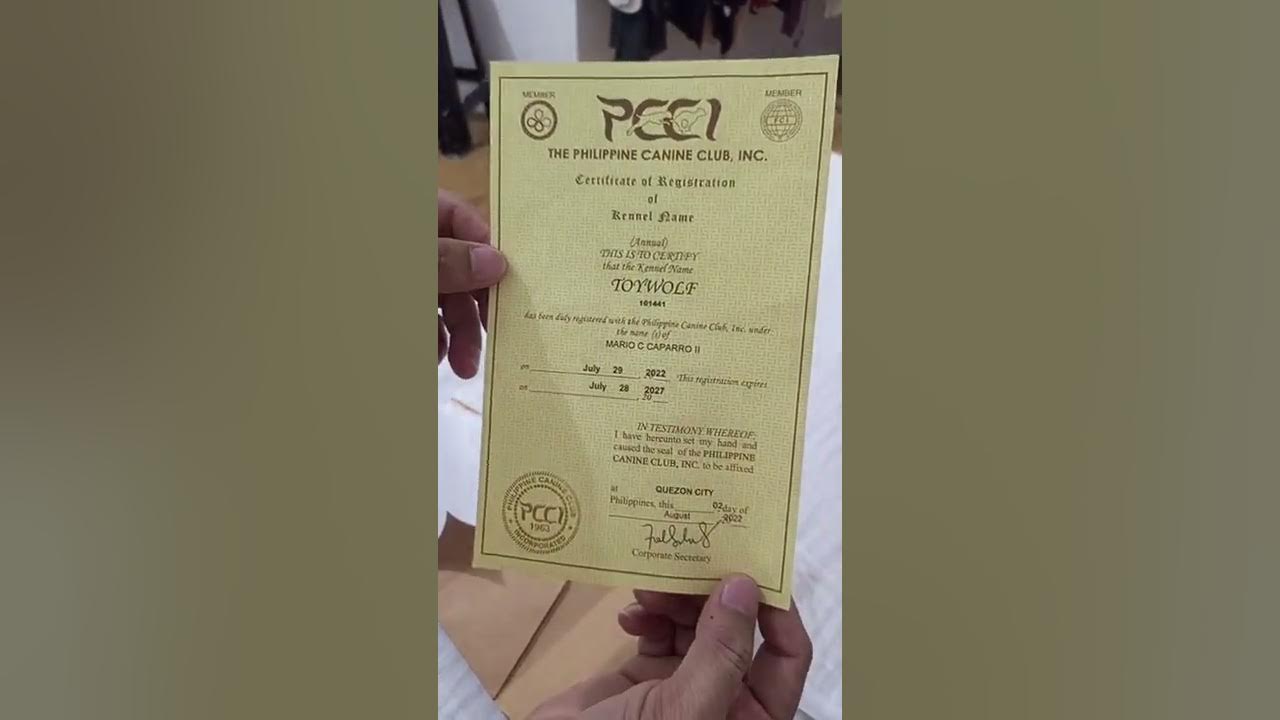 MEMBER
MEMBER
PCCI
fci
THE PHILIPPINE CANINE CLUB, INC.
Certificate of Registration
of
Kennel Name
(Annual)
THIS IS TO CERTIFY
that the Kennel Name
TOYWOLF
101441
has been duly registered with the Philippine Canine Club, Inc. under
the name (s) of
MARIO C CAPARRO II
on July 29, 2022 This registration expires
on July 28, 2027
20
IN TESTIMONY WHEREOF:
I have hereunto set my hand and
caused the seal of the PHILIPPINE
CANINE CLUB, INC. to be affixed
at QUEZON CITY
Philippines, this 02 day of
August 2022
Corporate Secretary
PHILIPPINE CANINE CLUB
PCCI
1963
INCORPORATED